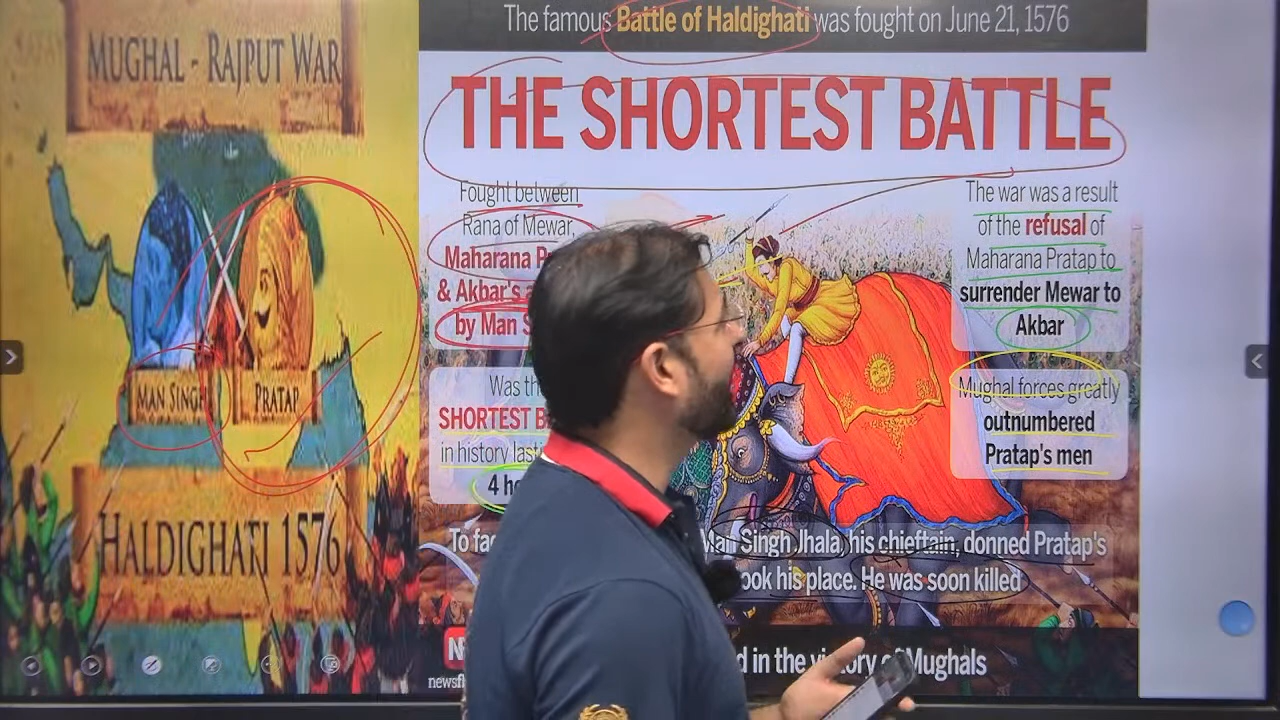 MUGHAL - RAJPUT WAR
MAN SINGH
PRATAP
HALDIGHATI 1576
The famous Battle of Haldighati was fought on June 21, 1576
THE SHORTEST BATTLE
Fought between
Rana of Mewar,
Maharana
& Akbar's
by Man
Was
SHORTEST
in history
4
The war was a result
of the refusal of
Maharana Pratap to
surrender Mewar to
Akbar
Mughal forces greatly
outnumbered
Pratap's men
To
Man Singh Jhala, his chieftain, donned Pratap's
his place. He was soon killed
in the victory of Mughals